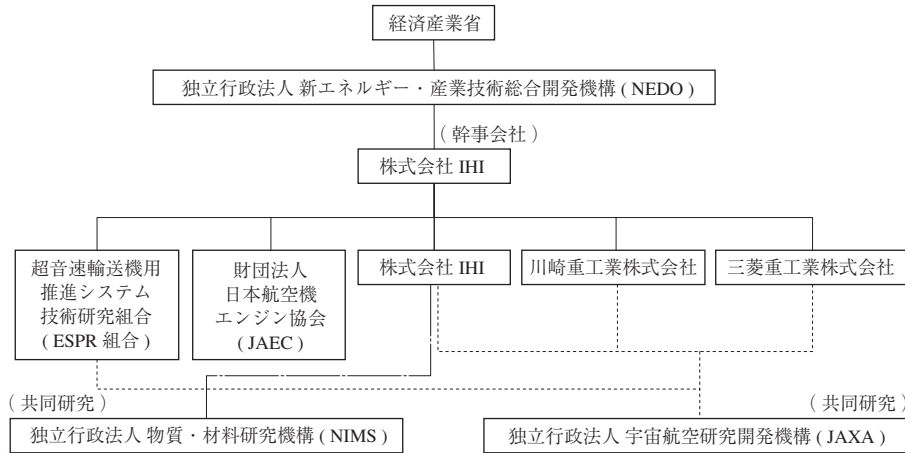 経済産業省
独立行政法人 新エネルギー・産業技術総合開発機構 ( NEDO )
( 幹事会社 )
株式会社 IHI
超音速輸送機用
推進システム
技術研究組合
( ESPR 組合 )
財団法人
日本航空機
エンジン協会
( JAEC )
株式会社 IHI
川崎重工業株式会社
三菱重工業株式会社
( 共同研究 )
独立行政法人 物質・材料研究機構 ( NIMS )
( 共同研究 )
独立行政法人 宇宙航空研究開発機構 ( JAXA )